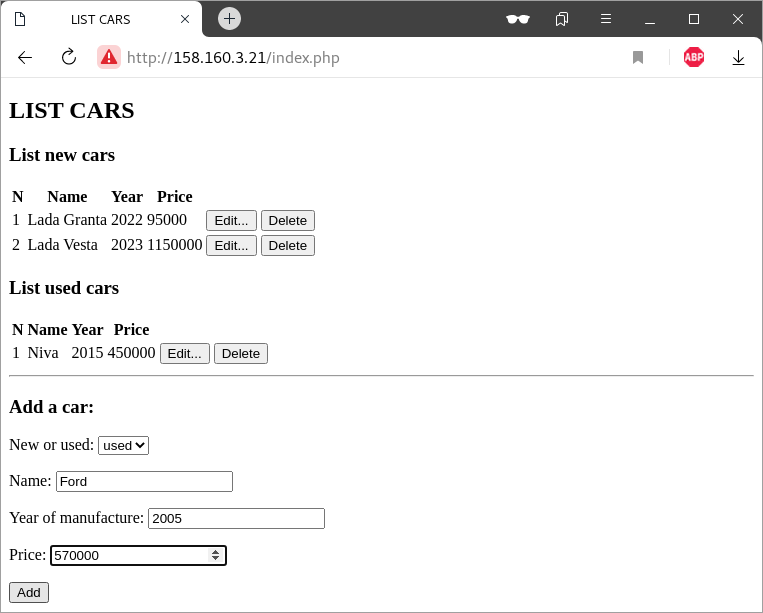 LIST CARS
http://158.160.3.21/index.php
ABP
LIST CARS
List new cars
N Name Year Price
1 Lada Granta 2022 95000 Edit... Delete
2 Lada Vesta 2023 1150000 Edit... Delete
List used cars
N Name Year Price
1 Niva 2015 450000 Edit... Delete
Add a car:
New or used: used
Name: Ford
Year of manufacture: 2005
Price: 570000
Add